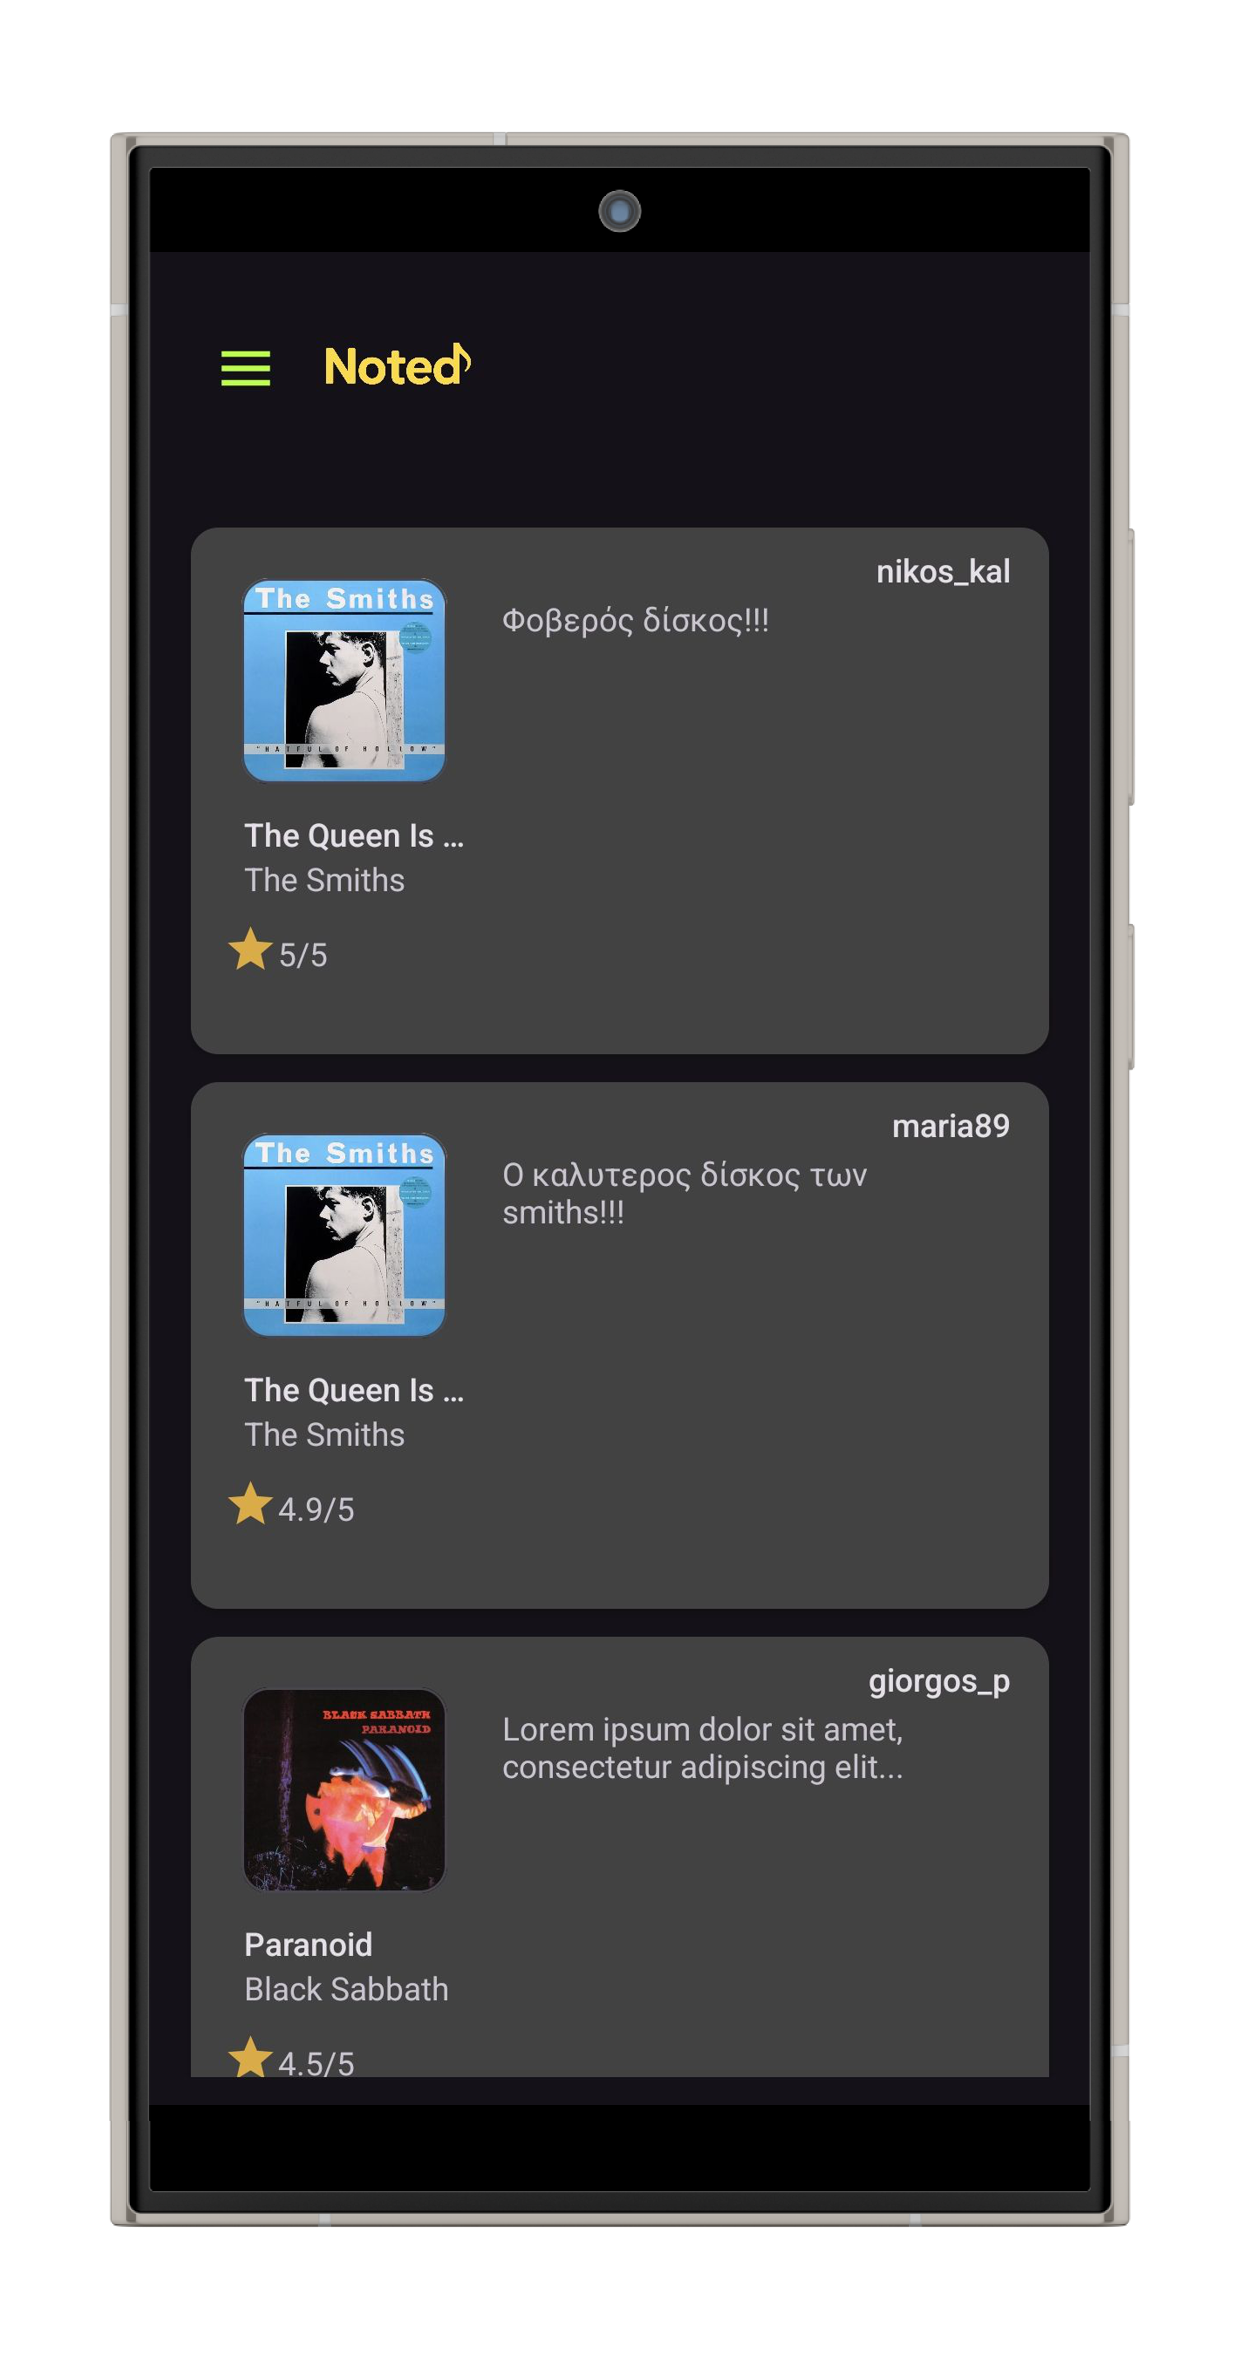 Noted
nikos_kal
The Smiths
Φοβερός δίσκος!!!
"HATFUL OF HOLLOW"
The Queen Is ...
The Smiths
5/5
maria89
The Smiths
Ο καλυτερος δίσκος των
smiths!!!
"HATFUL OF HOLLOW"
The Queen Is ...
The Smiths
4.9/5
giorgos_p
BLACK SABBATH
PARANOID
Lorem ipsum dolor sit amet,
consectetur adipiscing elit...
Paranoid
Black Sabbath
4.5/5